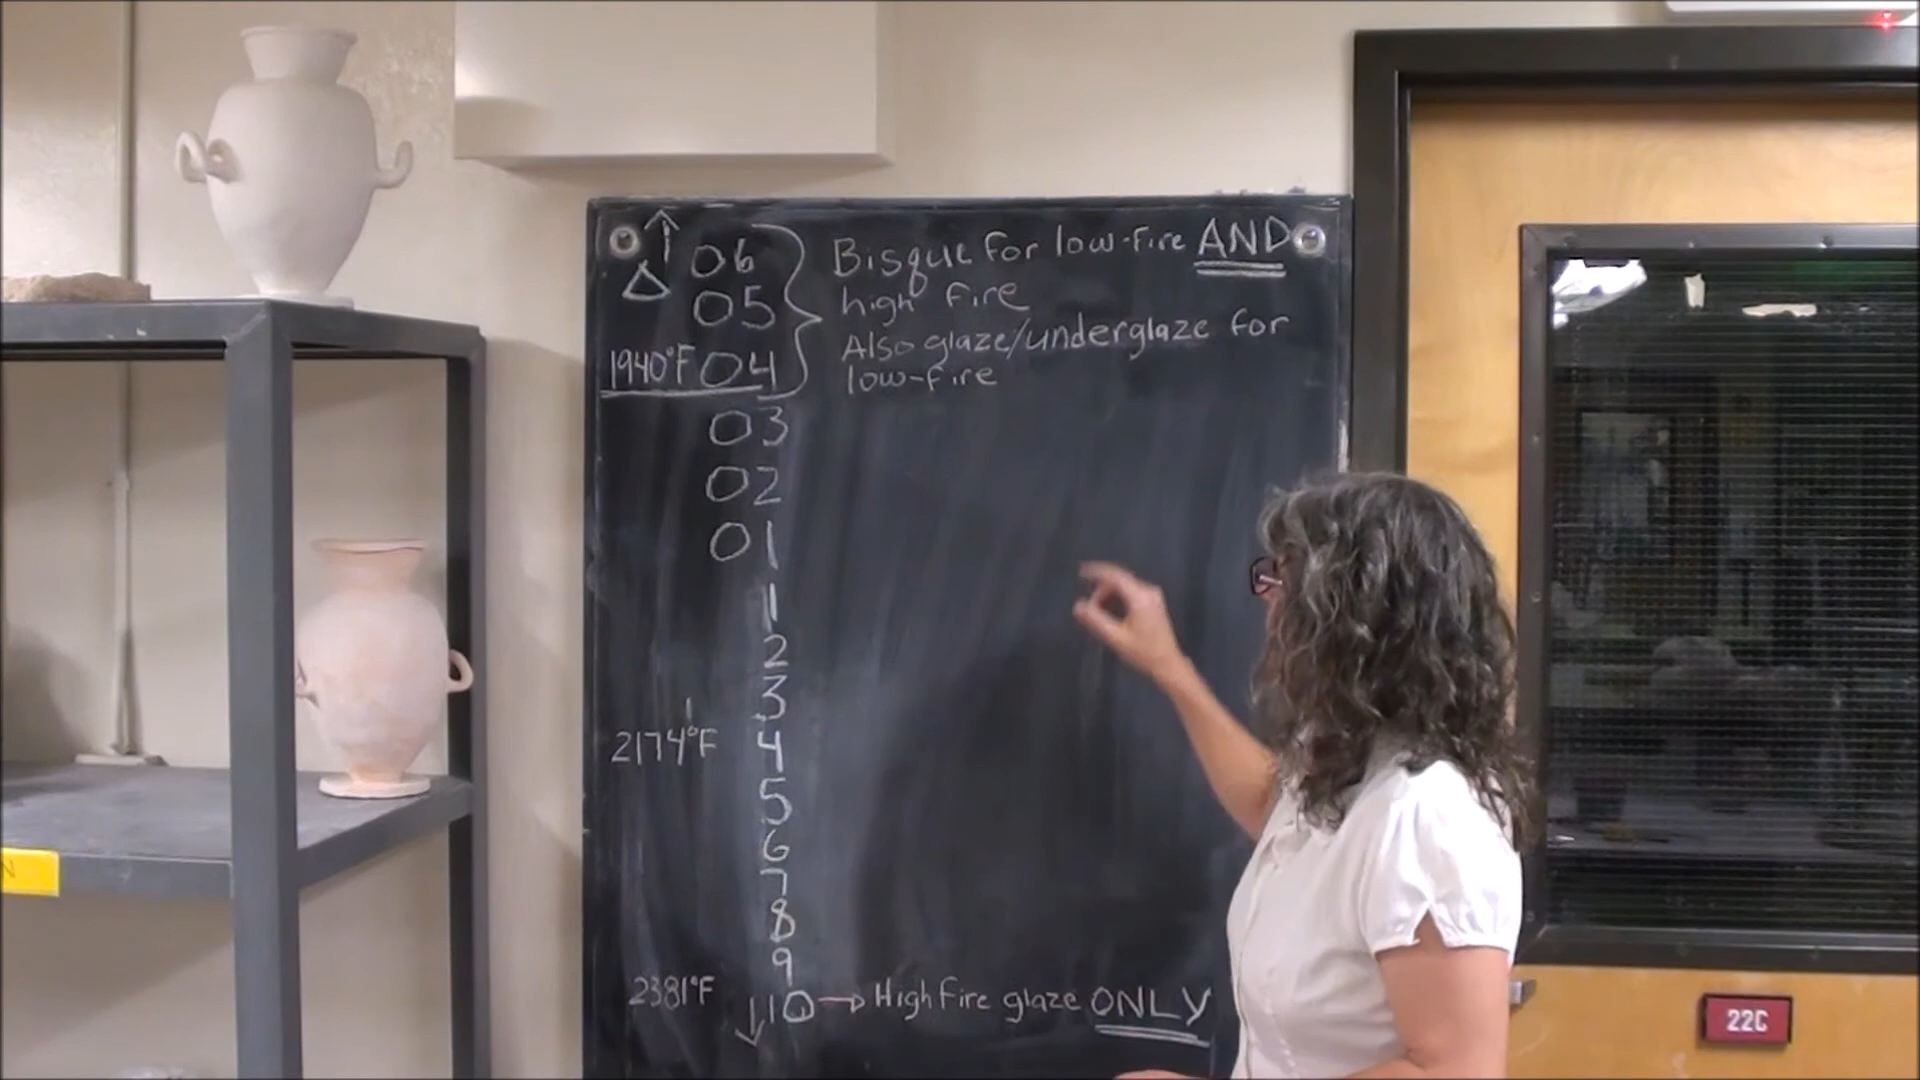 06 Bisque for low-fire AND
05 high fire
Also glaze/underglaze for
1940°F 04 low-fire
03
02
01
1
2
3
2174°F 4
5
6
7
8
9
2381°F 10 → High Fire glaze ONLY
22C